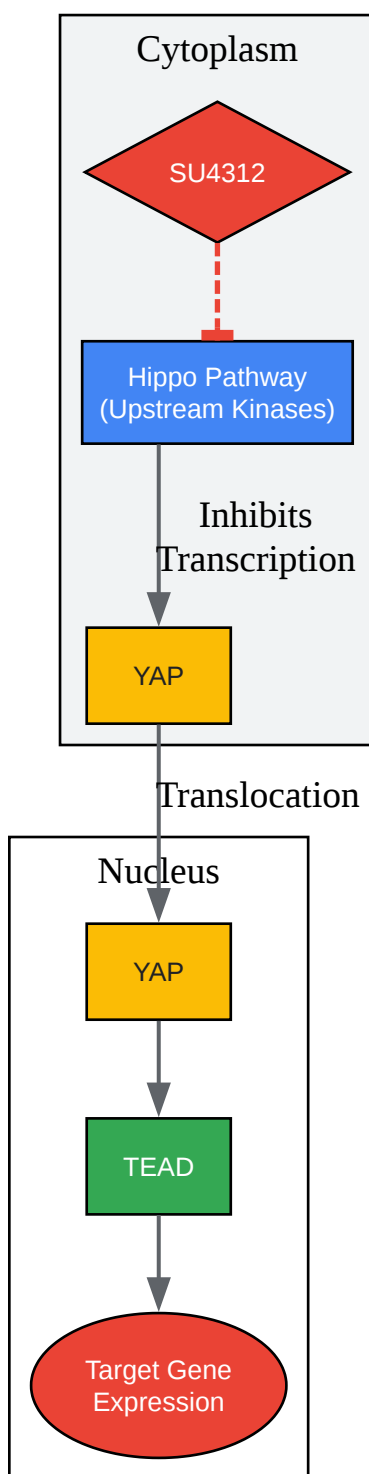 Cytoplasm
SU4312
Hippo Pathway
(Upstream Kinases)
Inhibits
Transcription
YAP
Translocation
Nucleus
YAP
TEAD
Target Gene
Expression